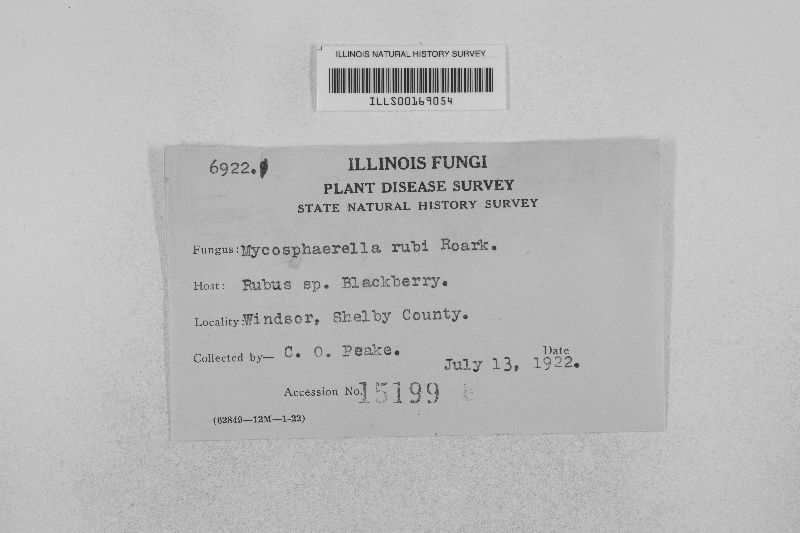 ILLINOIS NATURAL HISTORY SURVEY
ILLS00169054
6922.
ILLINOIS FUNGI
PLANT DISEASE SURVEY
STATE NATURAL HISTORY SURVEY
Fungus: Mycosphaerella rubi Roark.
Host: Rubus sp. Blackberry.
Locality: Windsor, Shelby County.
Collected by— C. O. Peake.
Date July 13, 1922.
Accession No. 15199
(62849—12M—1-22)